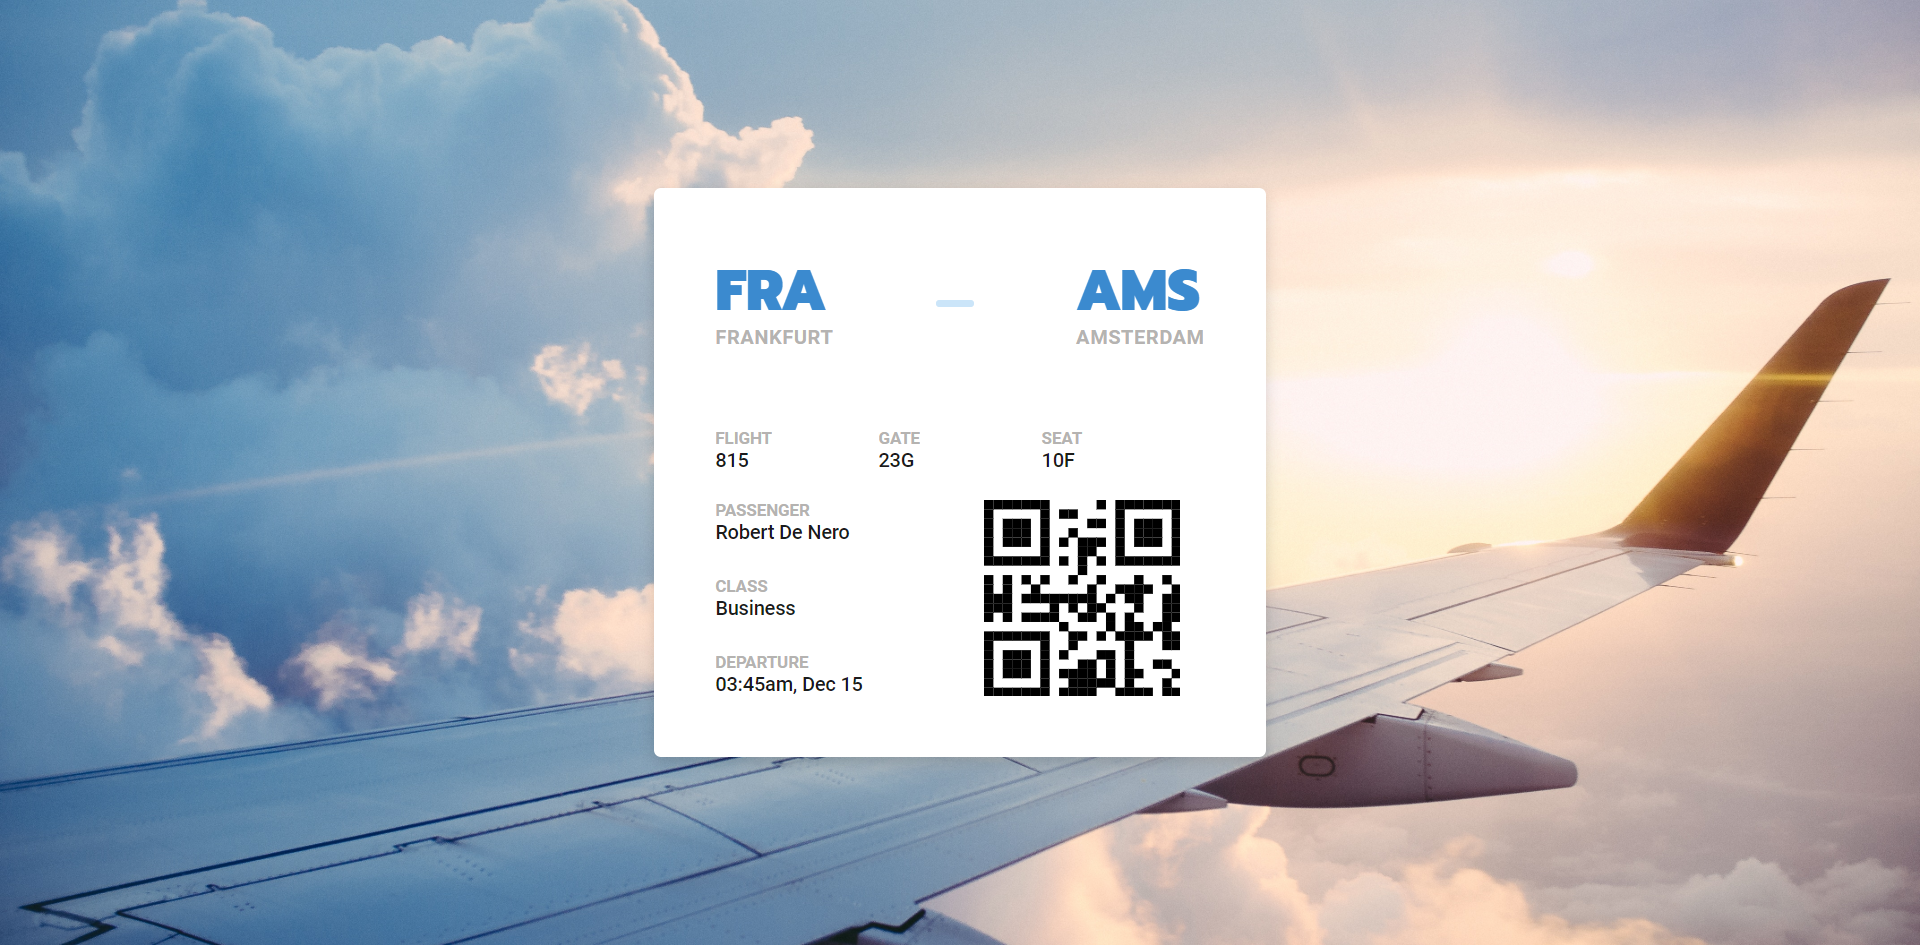 FRA AMS
FRANKFURT AMSTERDAM
FLIGHT GATE SEAT
815 23G 10F
PASSENGER
Robert De Nero
CLASS
Business
DEPARTURE
03:45am, Dec 15